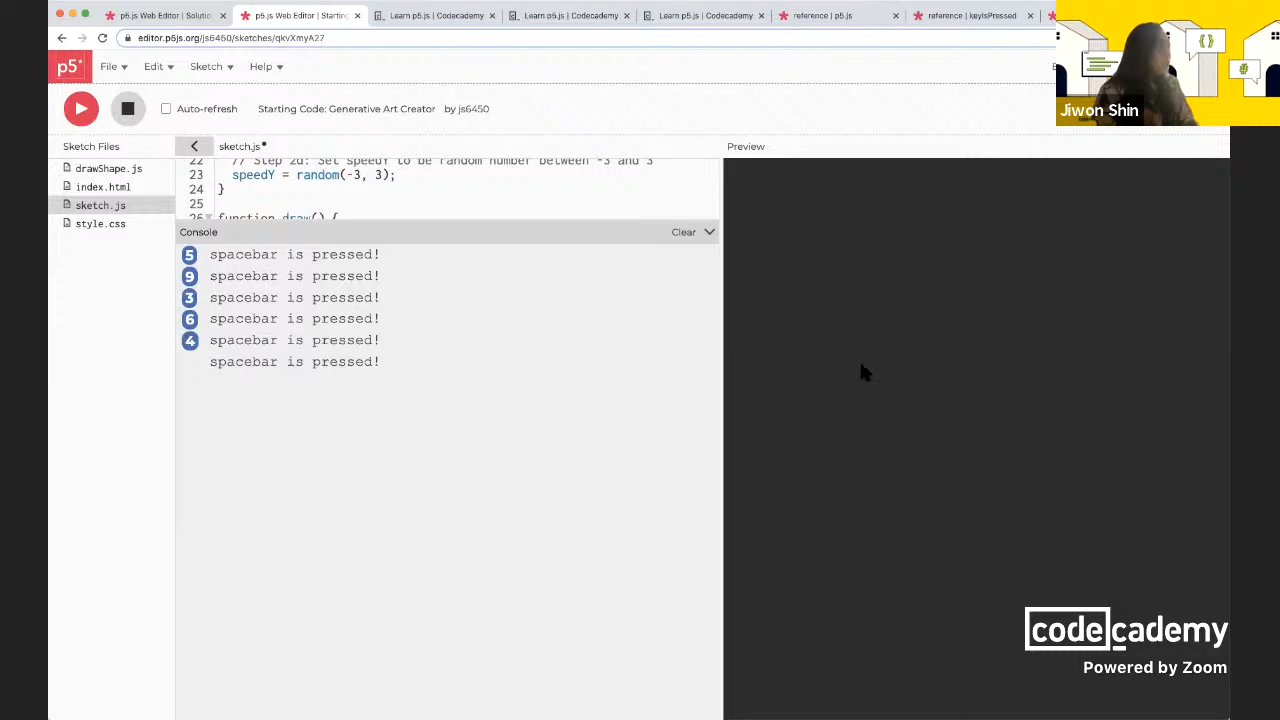 p5.js Web Editor | Solutio
p5.js Web Editor | Starting
Learn p5.js | Codecademy
Learn p5.js | Codecademy
Learn p5.js | Codecademy
reference | p5.js
reference | keyIsPressed
editor.p5js.org/js6450/sketches/qkvXmyA27
p5*
File
Edit
Sketch
Help
Auto-refresh
Starting Code: Generative Art Creator
by js6450
Jiwon Shin
{ }
#
Sketch Files
sketch.js
Preview
drawShape.js
index.html
sketch.js
style.css
22 // Step 2d: Set speedY to be random number between -3 and 3
23 speedY = random(-3, 3);
24 }
25
26 function draw() {
Console
Clear
5 spacebar is pressed!
9 spacebar is pressed!
3 spacebar is pressed!
6 spacebar is pressed!
4 spacebar is pressed!
spacebar is pressed!
codecademy
Powered by Zoom